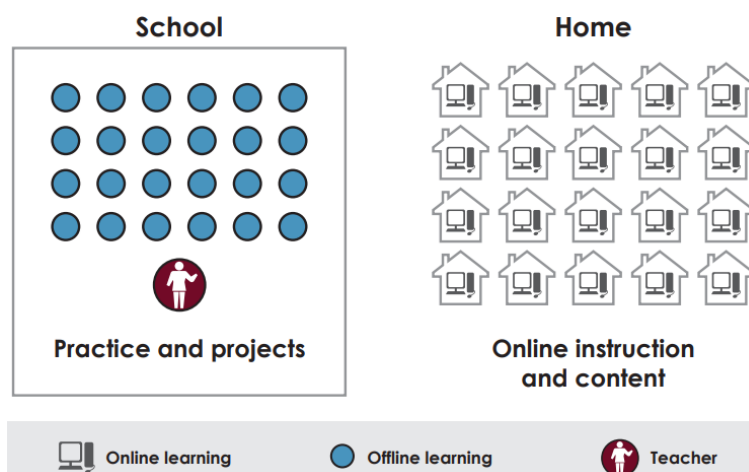 School
Home
Practice and projects
Online instruction
and content
Online learning
Offline learning
Teacher